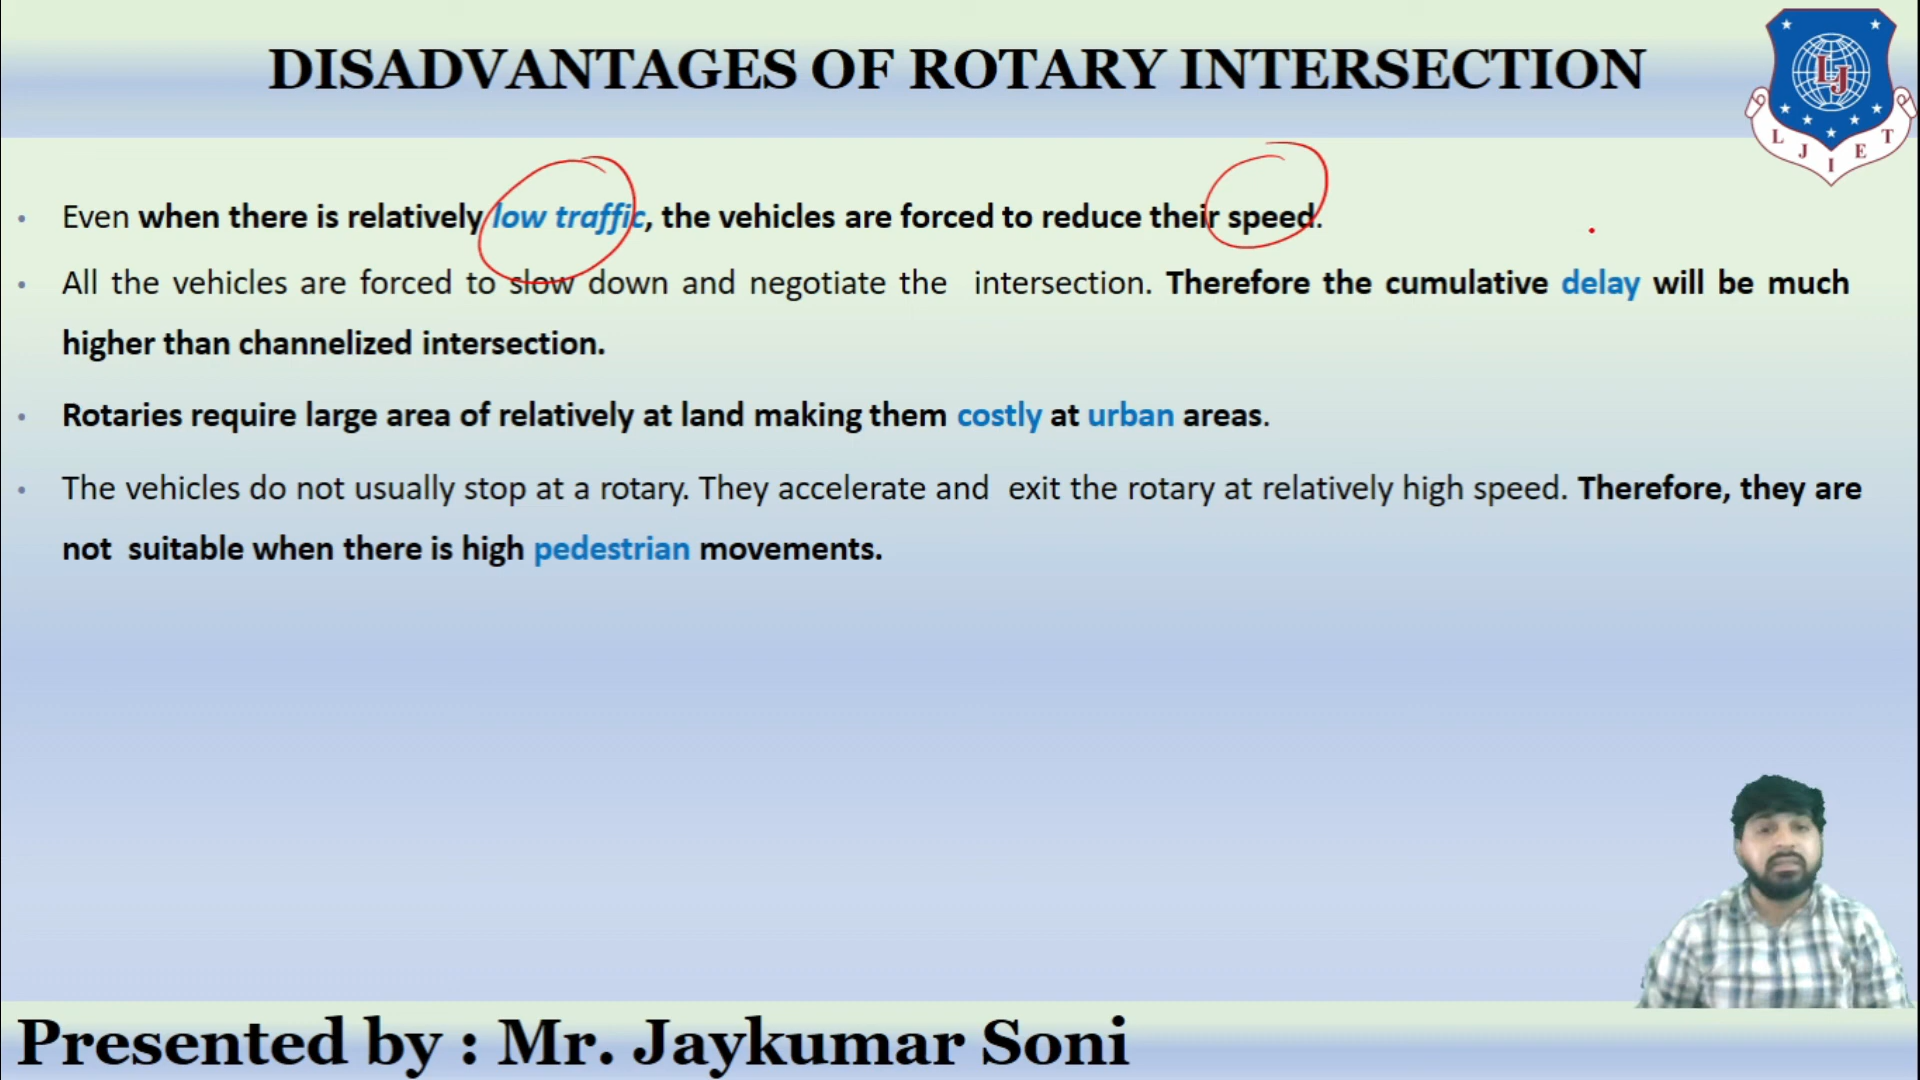 DISADVANTAGES OF ROTARY INTERSECTION
LJ
L J I E T
• Even when there is relatively low traffic, the vehicles are forced to reduce their speed.
• All the vehicles are forced to slow down and negotiate the intersection. Therefore the cumulative delay will be much
higher than channelized intersection.
• Rotaries require large area of relatively at land making them costly at urban areas.
• The vehicles do not usually stop at a rotary. They accelerate and exit the rotary at relatively high speed. Therefore, they are
not suitable when there is high pedestrian movements.
Presented by : Mr. Jaykumar Soni